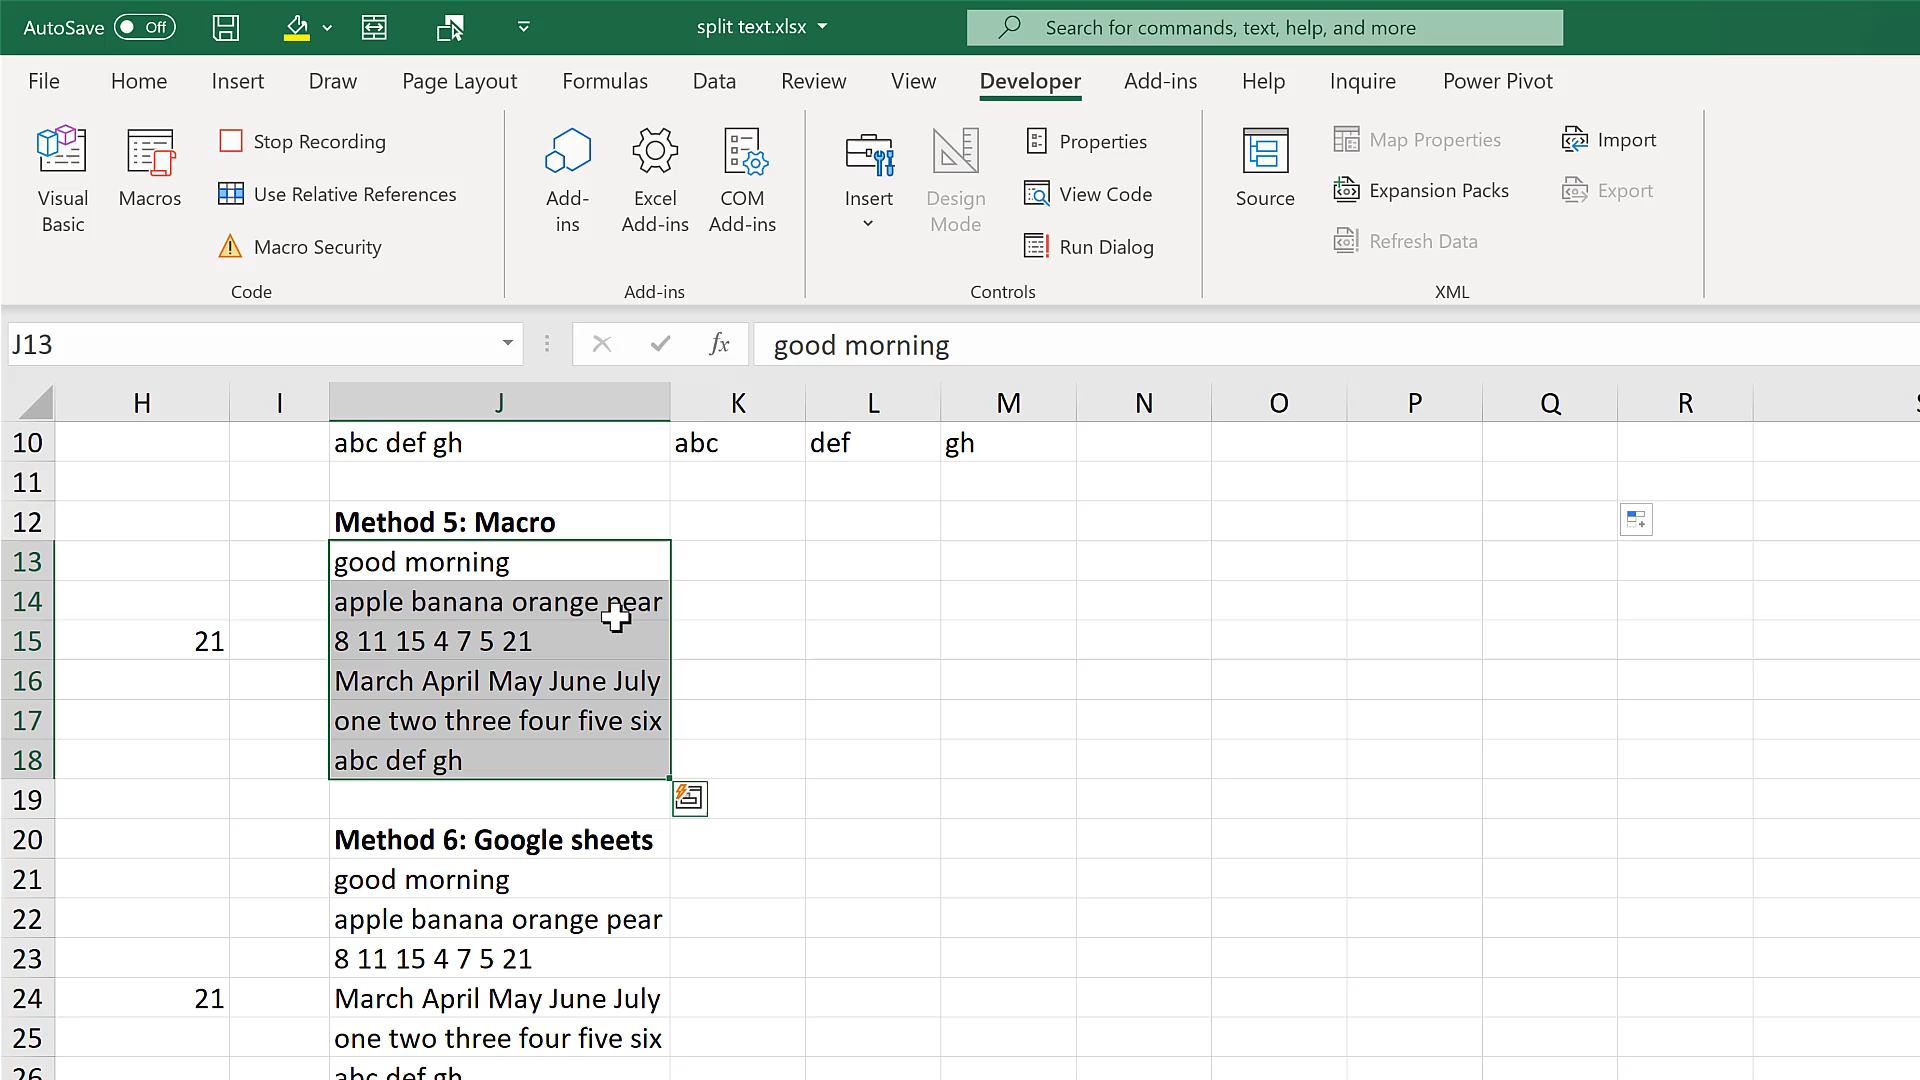 AutoSave Off split text.xlsx Search for commands, text, help, and more
File Home Insert Draw Page Layout Formulas Data Review View Developer Add-ins Help Inquire Power Pivot
Visual Basic
Macros
Stop Recording
Use Relative References
Macro Security
Code
Add-ins
Excel Add-ins
COM Add-ins
Add-ins
Insert
Design Mode
Properties
View Code
Run Dialog
Controls
Source
Map Properties
Expansion Packs
Refresh Data
Import
Export
XML
J13 fx good morning
H I J K L M N O P Q R
10 abc def gh abc def gh
11
12 Method 5: Macro
13 good morning
14 apple banana orange pear
15 21 8 11 15 4 7 5 21
16 March April May June July
17 one two three four five six
18 abc def gh
19
20 Method 6: Google sheets
21 good morning
22 apple banana orange pear
23 8 11 15 4 7 5 21
24 21 March April May June July
25 one two three four five six
26 abc def gh